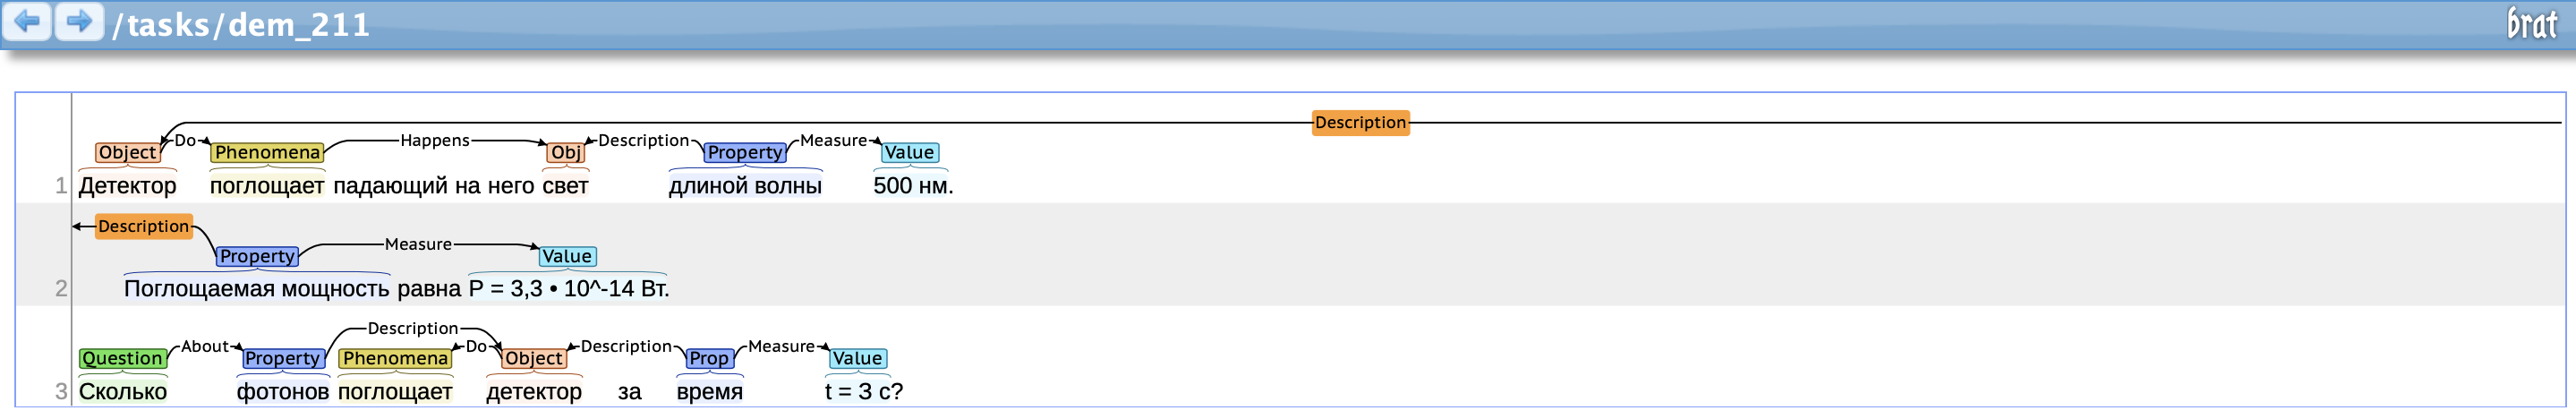 /tasks/dem_211 brat
Description
Do Happens Description Measure
Object Phenomena Obj Property Value
1 Детектор поглощает падающий на него свет длиной волны 500 нм.
Description
Measure
Property Value
2 Поглощаемая мощность равна P = 3,3 • 10^-14 Вт.
Description
About Do Description Measure
Question Property Phenomena Object Prop Value
3 Сколько фотонов поглощает детектор за время t = 3 с?